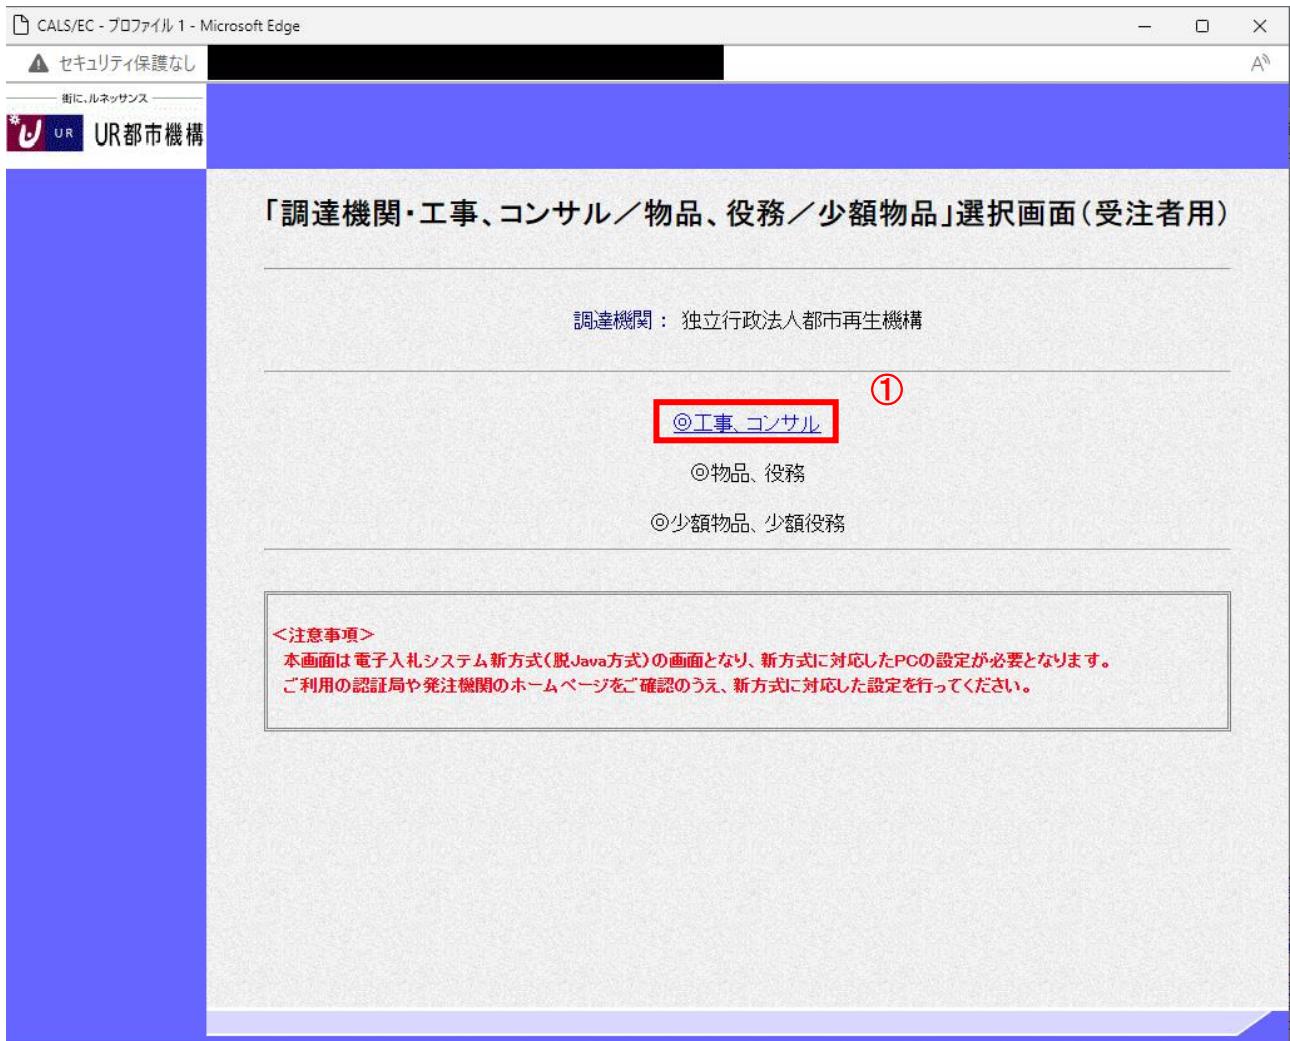 CALS/EC - プロファイル 1 - Microsoft Edge
セキュリティ保護なし
街に、ルネッサンス
UR UR都市機構
「調達機関・工事、コンサル／物品、役務／少額物品」選択画面（受注者用）
調達機関： 独立行政法人都市再生機構
①
◎工事、コンサル
◎物品、役務
◎少額物品、少額役務
＜注意事項＞
本画面は電子入札システム新方式（脱Java方式）の画面となり、新方式に対応したPCの設定が必要となります。
ご利用の認証局や発注機関のホームページをご確認のうえ、新方式に対応した設定を行ってください。